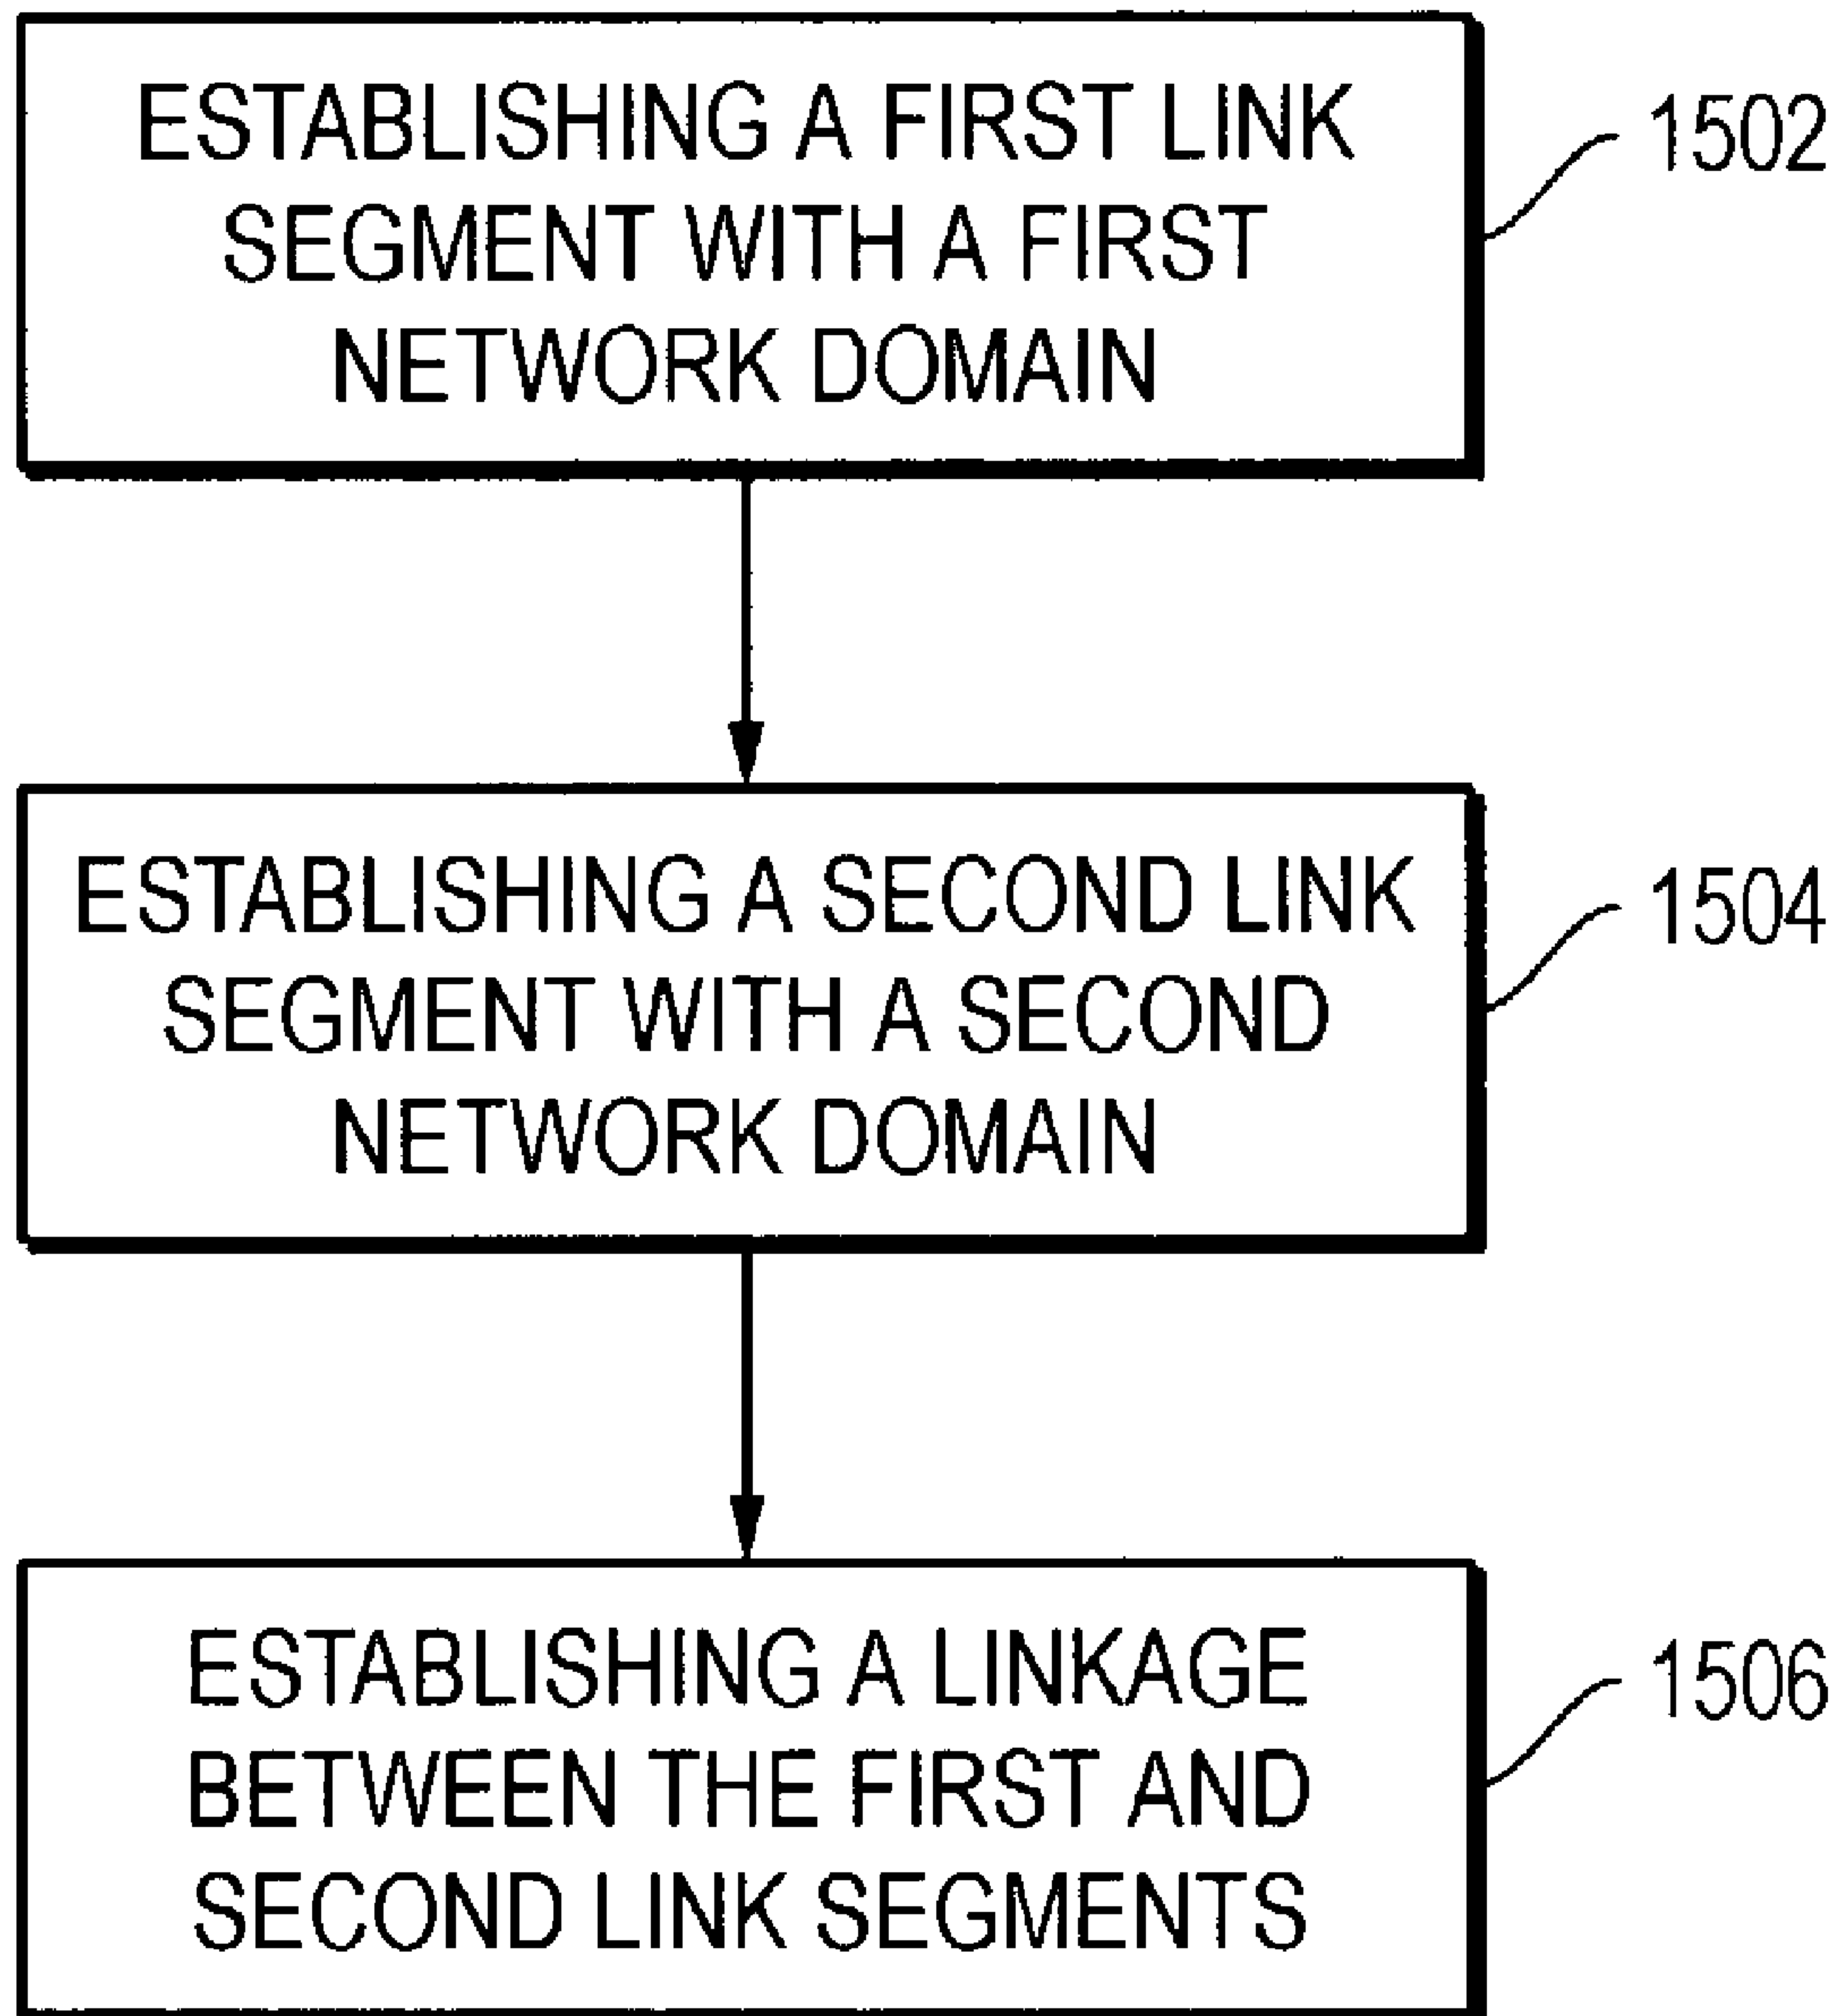 ESTABLISHING A FIRST LINK
SEGMENT WITH A FIRST
NETWORK DOMAIN
1502
ESTABLISHING A SECOND LINK
SEGMENT WITH A SECOND
NETWORK DOMAIN
1504
ESTABLISHING A LINKAGE
BETWEEN THE FIRST AND
SECOND LINK SEGMENTS
1506